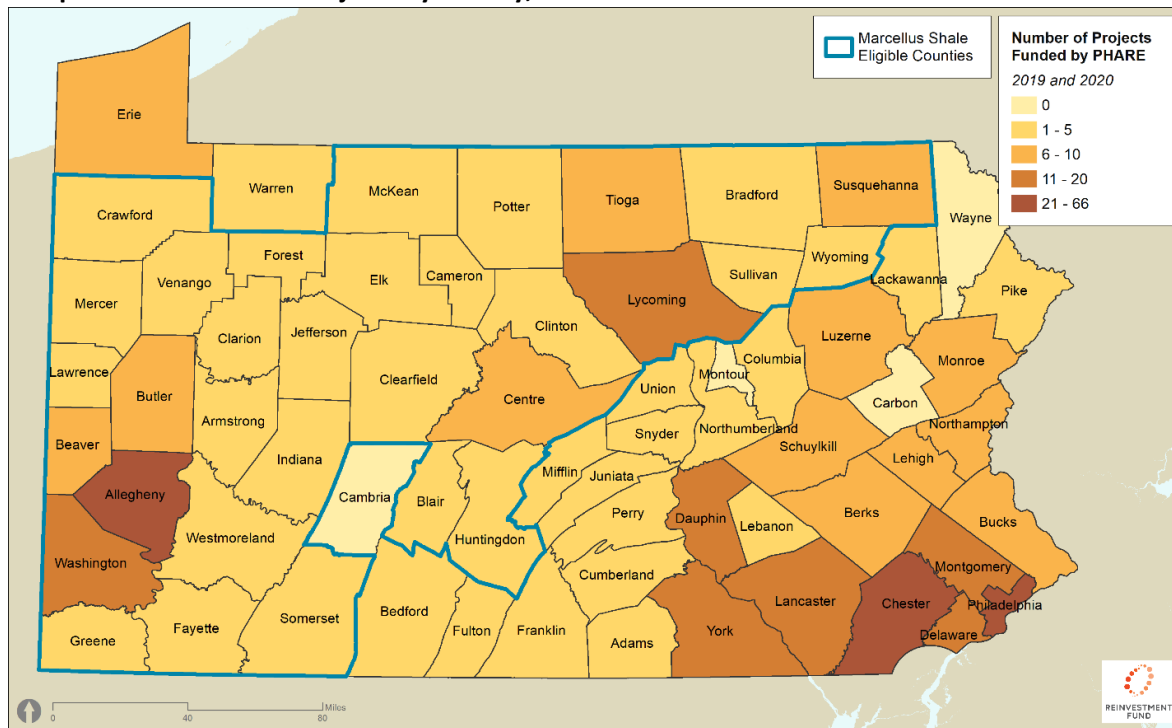 Marcellus Shale
Eligible Counties
Number of Projects
Funded by PHARE
2019 and 2020
0
1 - 5
6 - 10
11 - 20
21 - 66
Erie
Warren
McKean
Potter
Tioga
Bradford
Susquehanna
Wayne
Crawford
Forest
Elk
Cameron
Sullivan
Wyoming
Lackawanna
Pike
Mercer
Venango
Clarion
Jefferson
Clinton
Lycoming
Luzerne
Monroe
Lawrence
Butler
Clearfield
Centre
Union
Montour
Columbia
Carbon
Northampton
Beaver
Armstrong
Indiana
Snyder
Northumberland
Schuylkill
Lehigh
Allegheny
Cambria
Blair
Huntingdon
Mifflin
Juniata
Perry
Dauphin
Lebanon
Berks
Bucks
Washington
Westmoreland
Cumberland
Lancaster
Chester
Montgomery
Philadelphia
Delaware
Greene
Fayette
Somerset
Bedford
Fulton
Franklin
Adams
York
Miles
0 40 80
REINVESTMENT
FUND